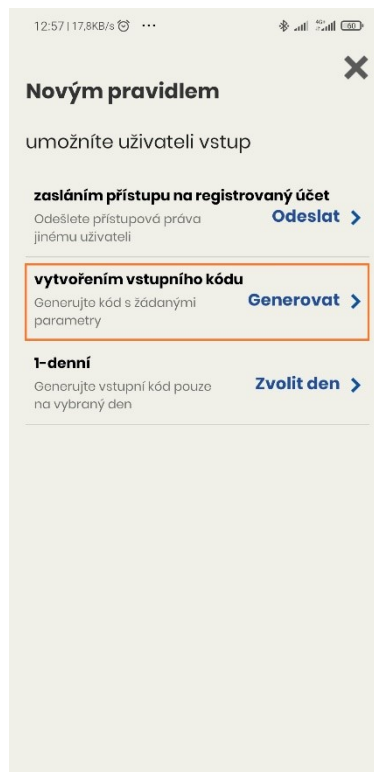 12:57 | 17,8KB/s ···
60
Novým pravidlem
umožníte uživateli vstup
zasláním přístupu na registrovaný účet
Odešlete přístupová práva
jinému uživateli
Odeslat
vytvořením vstupního kódu
Generujte kód s žádanými
parametry
Generovat
1-denní
Generujte vstupní kód pouze
na vybraný den
Zvolit den